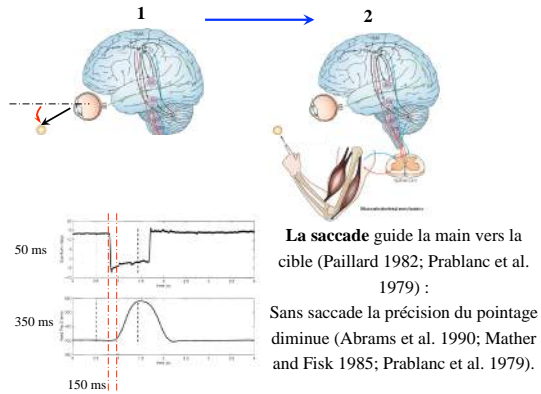 1
2
50 ms
350 ms
150 ms
La saccade guide la main vers la
cible (Paillard 1982; Prablanc et al.
1979) :
Sans saccade la précision du pointage
diminue (Abrams et al. 1990; Mather
and Fisk 1985; Prablanc et al. 1979).